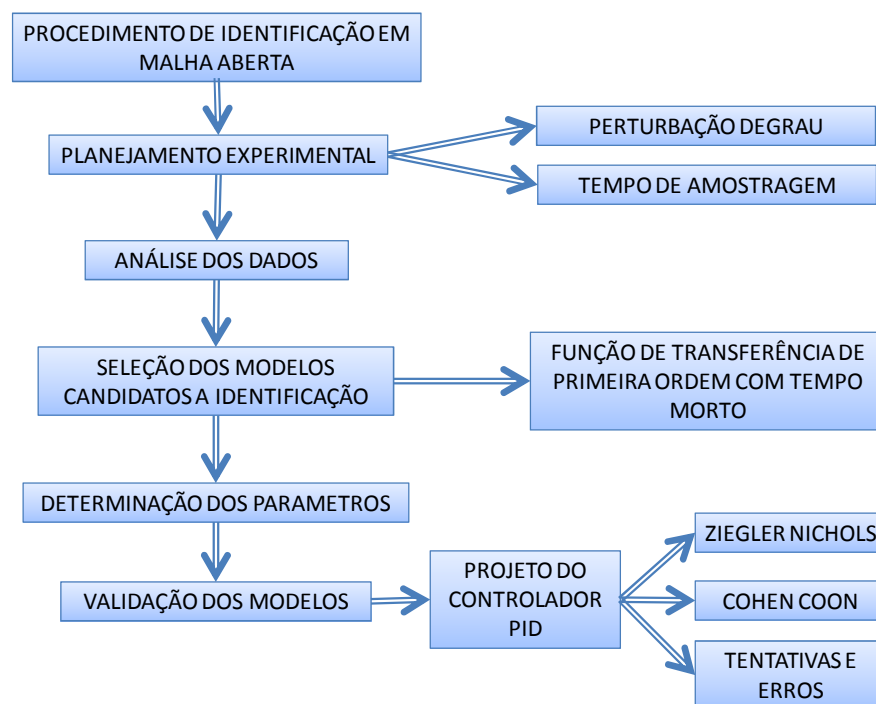 PROCEDIMENTO DE IDENTIFICAÇÃO EM
MALHA ABERTA
PLANEJAMENTO EXPERIMENTAL
PERTURBAÇÃO DEGRAU
TEMPO DE AMOSTRAGEM
ANÁLISE DOS DADOS
SELEÇÃO DOS MODELOS
CANDIDATOS A IDENTIFICAÇÃO
FUNÇÃO DE TRANSFERÊNCIA DE
PRIMEIRA ORDEM COM TEMPO
MORTO
DETERMINAÇÃO DOS PARAMETROS
VALIDAÇÃO DOS MODELOS
PROJETO DO
CONTROLADOR
PID
ZIEGLER NICHOLS
COHEN COON
TENTATIVAS E
ERROS